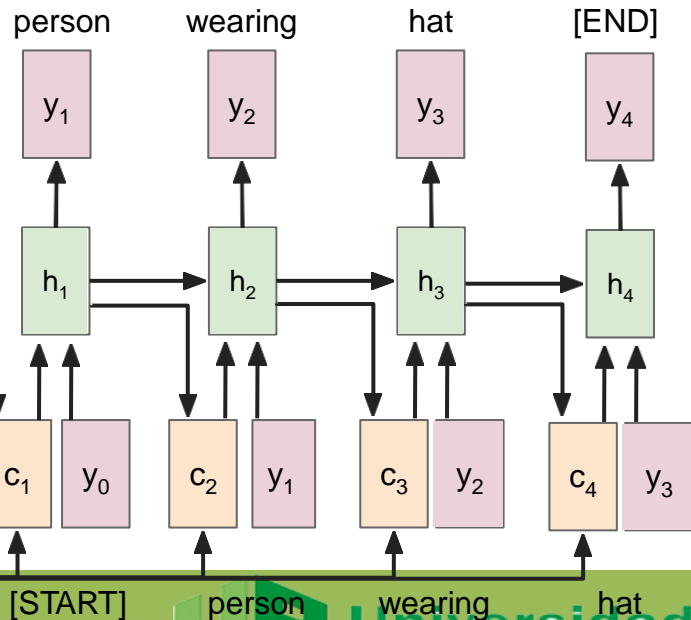 person wearing hat [END]
y1 y2 y3 y4
h1 h2 h3 h4
c1 y0 c2 y1 c3 y2 c4 y3
[START] person wearing hat
Universidad